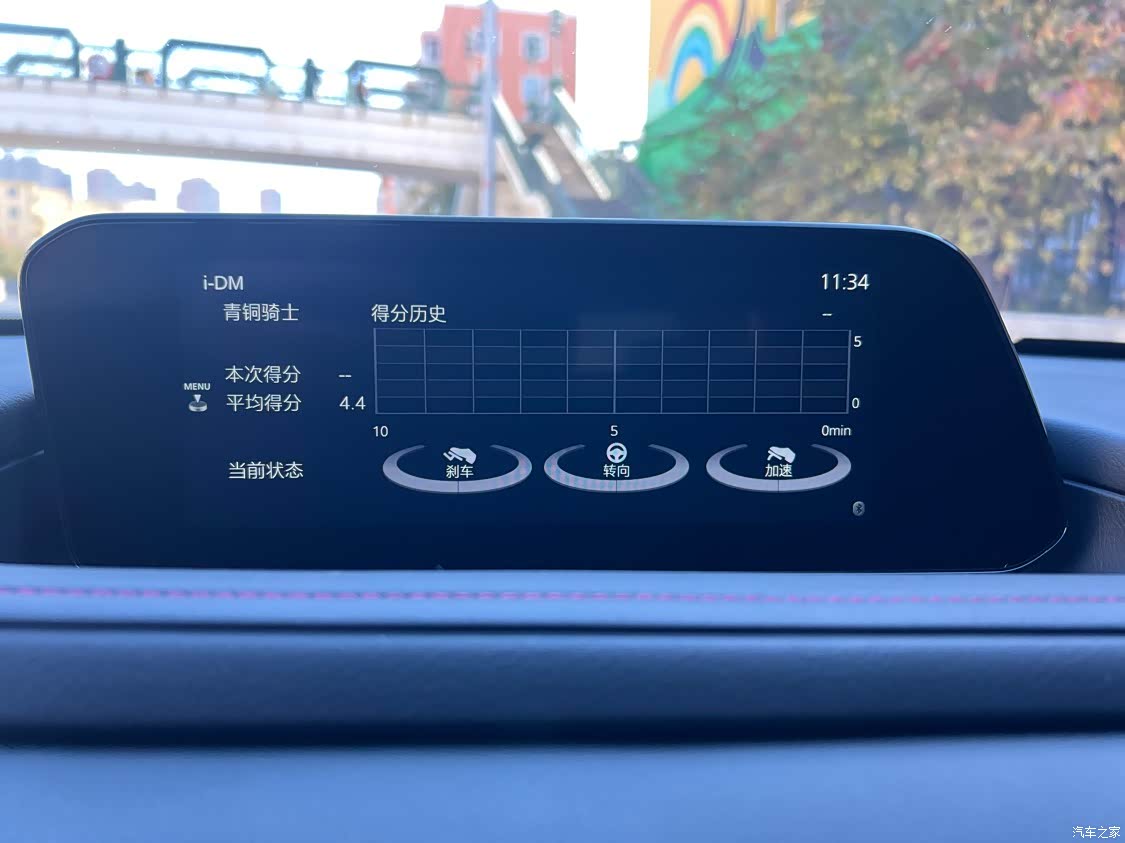 i-DM
11:34
青铜骑士
得分历史
--
5
本次得分 --
MENU
平均得分 4.4
0
10 5 0min
当前状态
刹车
转向
加速
汽车之家